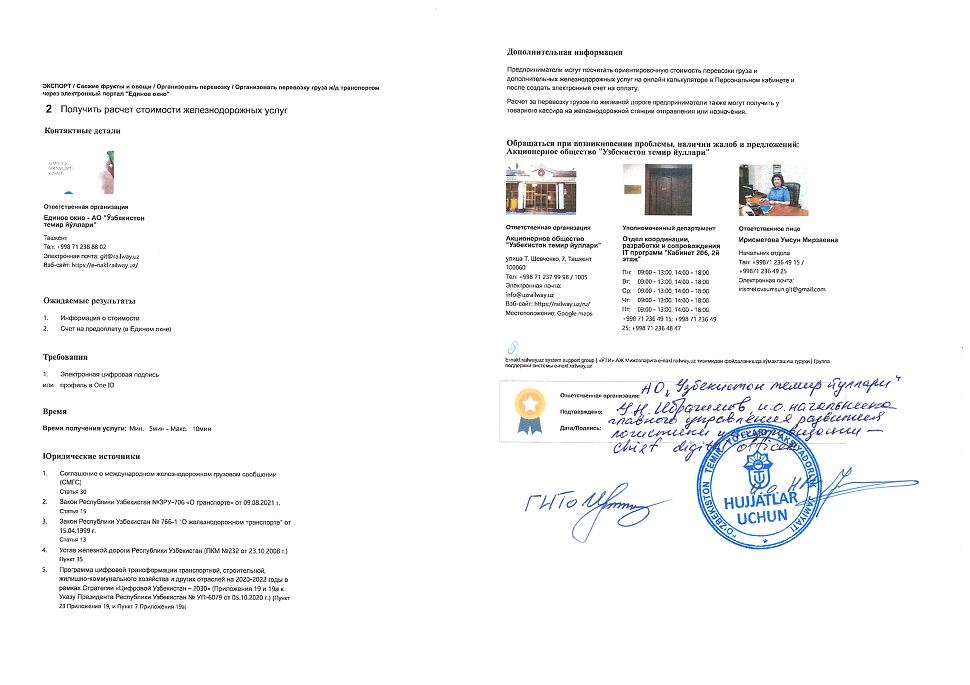 ЭКСПОРТ / Свежие фрукты и овощи / Организовать перевозку / Организовать перевозку груза ж/д транспортом
через электронный портал "Единое окно"
2 Получить расчет стоимости железнодорожных услуг
Контактные детали
Ответственная организация
Единое окно - АО "Ўзбекистон
темир йўллари"
Ташкент
Тел: +998 71 238 88 02
Электронная почта: git@railway.uz
Вэб-сайт: https://e-nakl.railway.uz/
Ожидаемые результаты
1. Информация о стоимости
2. Счет на предоплату (в Едином окне)
Требования
1. Электронная цифровая подпись
или профиль в One ID
Время
Время получения услуги: Мин. 5мин - Макс. 10мин
Юридические источники
1. Соглашение о международном железнодорожном грузовом сообщении
(СМГС)
Статья 30
2. Закон Республики Узбекистан №ЗРУ-706 «О транспорте» от 09.08.2021 г.
Статья 15
3. Закон Республики Узбекистан № 766-1 "О железнодорожном транспорте" от
15.04.1999 г.
Статья 13
4. Устав железной дороги Республики Узбекистан (ПКМ №232 от 23.10.2008 г.)
Пункт 35
5. Программа цифровой трансформации транспортной, строительной,
жилищно-коммунального хозяйства и других отраслей на 2020-2022 годы в
рамках Стратегии «Цифровой Узбекистан – 2030» (Приложения 19 и 19а к
Указу Президента Республики Узбекистан № УП-6079 от 05.10.2020 г.) (Пункт
23 Приложения 19, и Пункт 7 Приложения 19а)
Дополнительная информация
Предприниматели могут посчитать ориентировочную стоимость перевозки груза и
дополнительных железнодорожных услуг на онлайн калькуляторе в Персональном кабинете и
после создать электронный счет на оплату.
Расчет за перевозку грузов по железной дороге предприниматели также могут получить у
товарного кассира на железнодорожной станции отправления или назначения.
Обращаться при возникновении проблемы, наличии жалоб и предложений:
Акционерное общество "Узбекистон темир йуллари"
Ответственная организация
Акционерное общество
"Узбекистон темир йуллари"
улица Т. Шевченко, 7, Ташкент
100060
Тел: +998 71 237 99 98 / 1005
Электронная почта:
info@uzrailway.uz
Вэб-сайт: https://railway.uz/ru/
Местоположение: Google maps
Уполномоченный департамент
Отдел координации,
разработки и сопровождения
IT программ "Кабинет 206, 2й
этаж"
Пн: 09:00 - 13:00, 14:00 - 18:00
Вт: 09:00 - 13:00, 14:00 - 18:00
Ср: 09:00 - 13:00, 14:00 - 18:00
Чт: 09:00 - 13:00, 14:00 - 18:00
Пт: 09:00 - 13:00, 14:00 - 18:00
+998 71 236 49 15; +998 71 236 49
25; +998 71 236 48 47
Ответственное лицо
Ирисметова Умсун Мирзаевна
Начальник отдела
Тел: +99871 236 49 15 /
+99871 236 49 25
Электронная почта:
irismetovaumsun.git@gmail.com
E-nakl.railway.uz system support group | «ЎТЙ» АЖ Мижозларига e-nakl.railway.uz тизимидан фойдаланишда кўмаклашиш гуруҳи | Группа
поддержки системы e-nakl.railway.uz
Ответственная организация: АО „Узбекистон темир йуллари"
Подтверждено: У.Н. Ибрагимов, и.о. начальника
Дата/Подпись: главного управления развития
логистики и цифровизации –
chief digital officer
ГИТО
O'ZBEKISTON TEMIR YO'LLARI AKSIYADORLIK JAMIYATI
HUJJATLAR
UCHUN